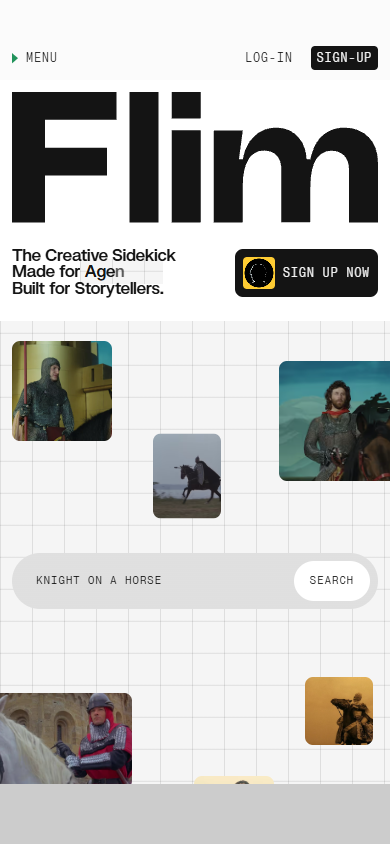 MENU
LOG-IN
SIGN-UP
Flim
The Creative Sidekick
Made for Agen
Built for Storytellers.
SIGN UP NOW
KNIGHT ON A HORSE
SEARCH